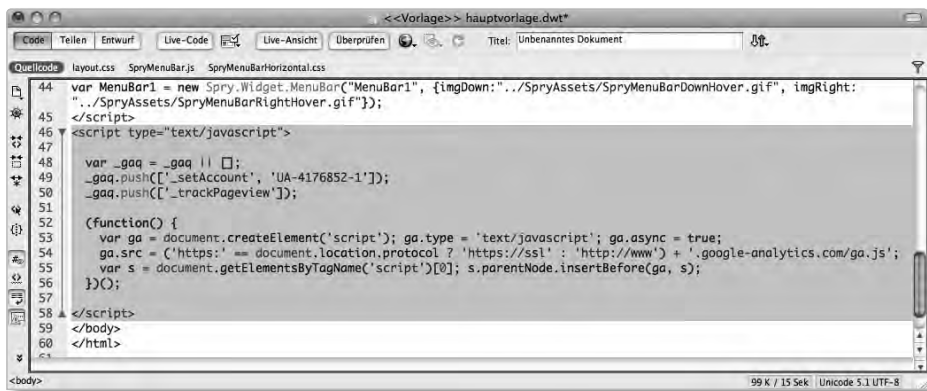 <<Vorlage>> hauptvorlage.dwt*
Code Teilen Entwurf Live-Code Live-Ansicht Überprüfen Titel: Unbenanntes Dokument
Quellcode layout.css SpryMenuBar.js SpryMenuBarHorizontal.css
44 var MenuBar1 = new Spry.Widget.MenuBar("MenuBar1", {imgDown:"../SpryAssets/SpryMenuBarDownHover.gif", imgRight:
"../SpryAssets/SpryMenuBarRightHover.gif"});
45 </script>
46 <script type="text/javascript">
47
48 var _gaq = _gaq || [];
49 _gaq.push(['_setAccount', 'UA-4176852-1']);
50 _gaq.push(['_trackPageview']);
51
52 (function() {
53 var ga = document.createElement('script'); ga.type = 'text/javascript'; ga.async = true;
54 ga.src = ('https:' == document.location.protocol ? 'https://ssl' : 'http://www') + '.google-analytics.com/ga.js';
55 var s = document.getElementsByTagName('script')[0]; s.parentNode.insertBefore(ga, s);
56 })();
57
58 </script>
59 </body>
60 </html>
61
<body> 99 K / 15 Sek Unicode 5.1 UTF-8